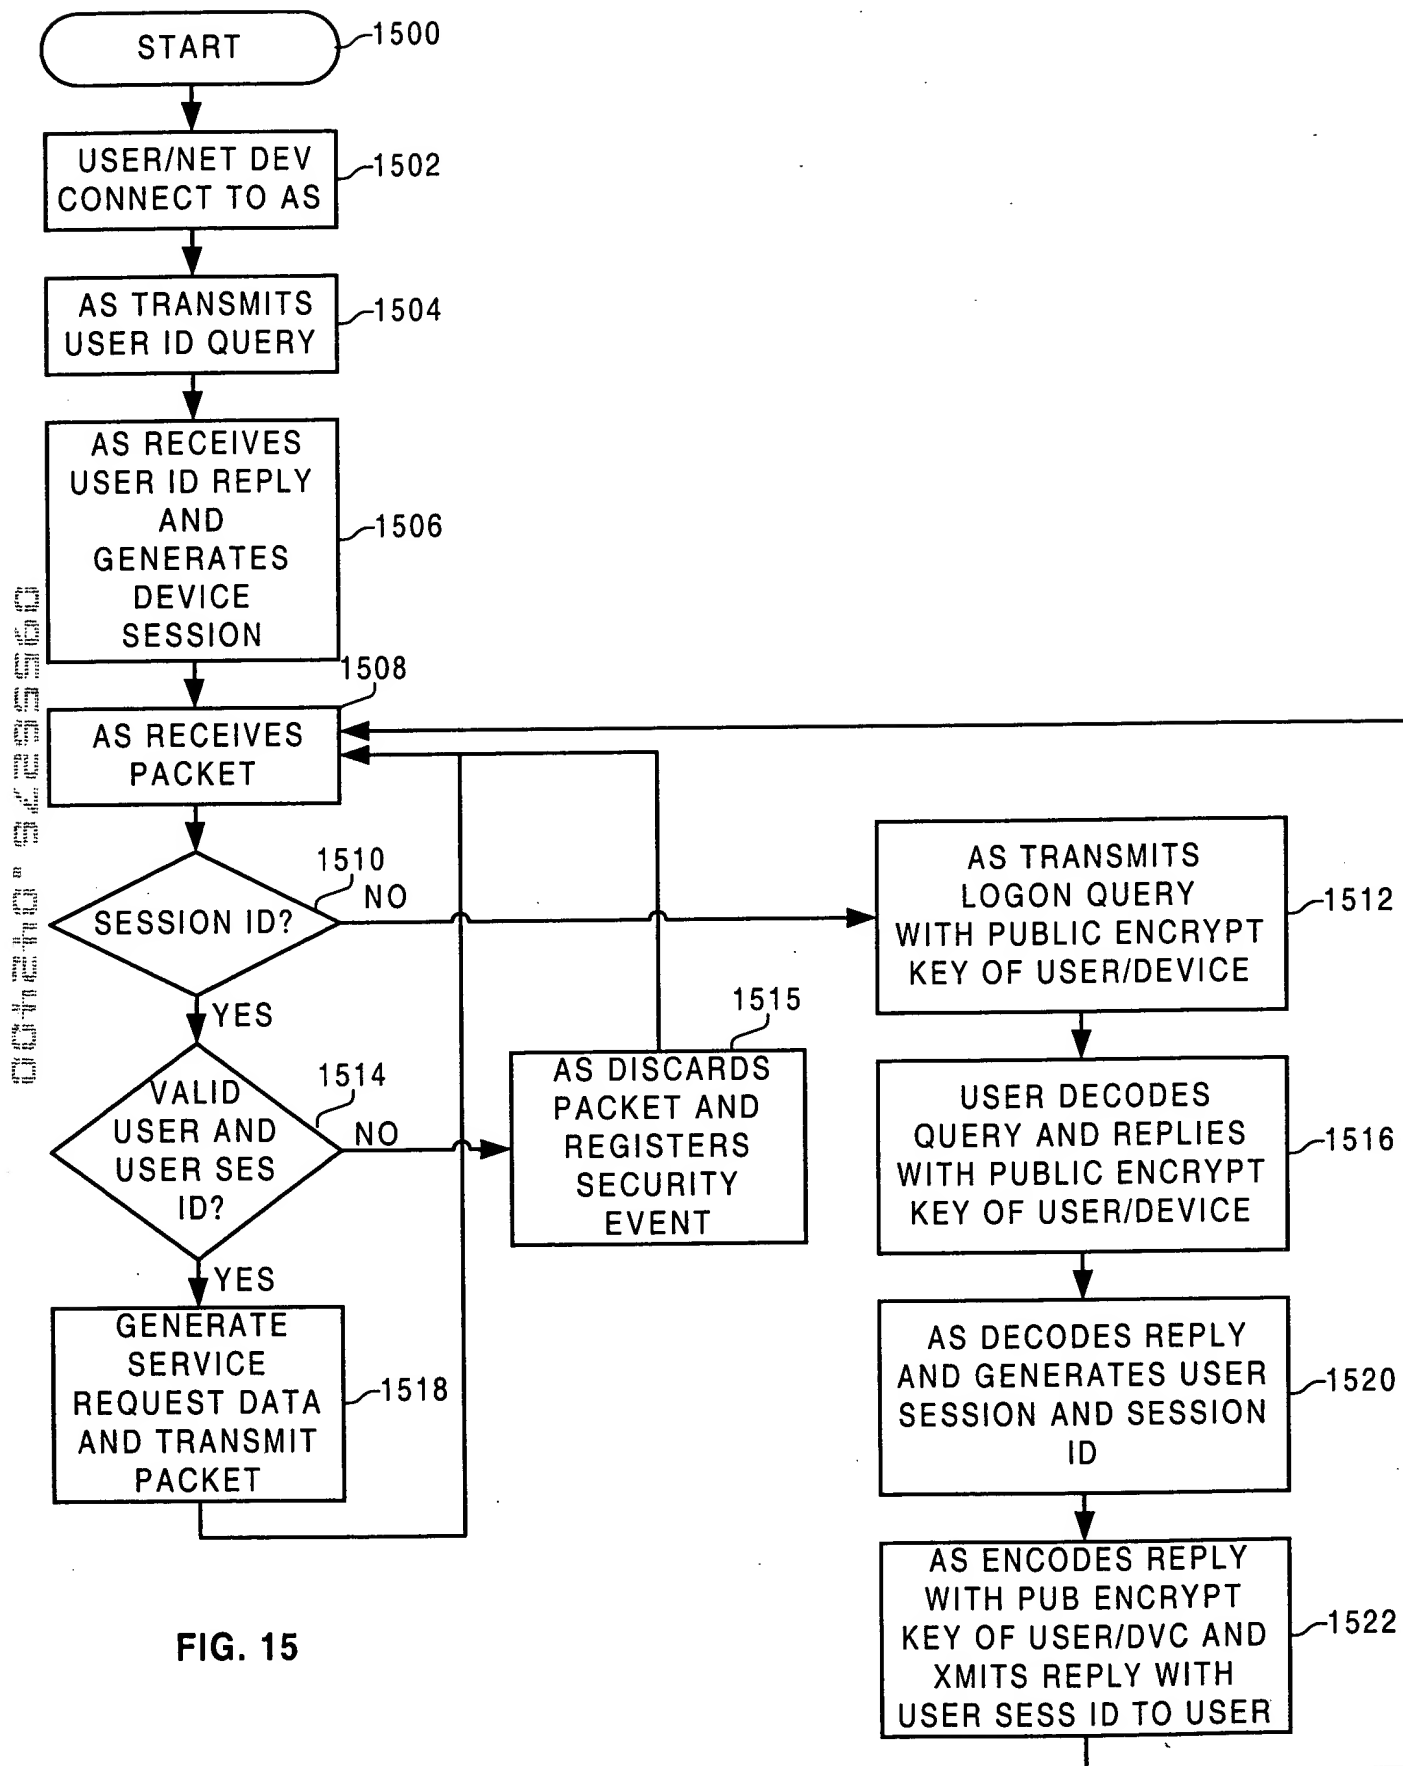 START
1500
USER/NET DEV
CONNECT TO AS
1502
AS TRANSMITS
USER ID QUERY
1504
AS RECEIVES
USER ID REPLY
AND
GENERATES
DEVICE
SESSION
1506
1508
AS RECEIVES
PACKET
1510
SESSION ID?
NO
YES
1514
VALID
USER AND
USER SES
ID?
NO
YES
1515
AS DISCARDS
PACKET AND
REGISTERS
SECURITY
EVENT
GENERATE
SERVICE
REQUEST DATA
AND TRANSMIT
PACKET
1518
AS TRANSMITS
LOGON QUERY
WITH PUBLIC ENCRYPT
KEY OF USER/DEVICE
1512
USER DECODES
QUERY AND REPLIES
WITH PUBLIC ENCRYPT
KEY OF USER/DEVICE
1516
AS DECODES REPLY
AND GENERATES USER
SESSION AND SESSION
ID
1520
AS ENCODES REPLY
WITH PUB ENCRYPT
KEY OF USER/DVC AND
XMITS REPLY WITH
USER SESS ID TO USER
1522
FIG. 15
09558276.042400